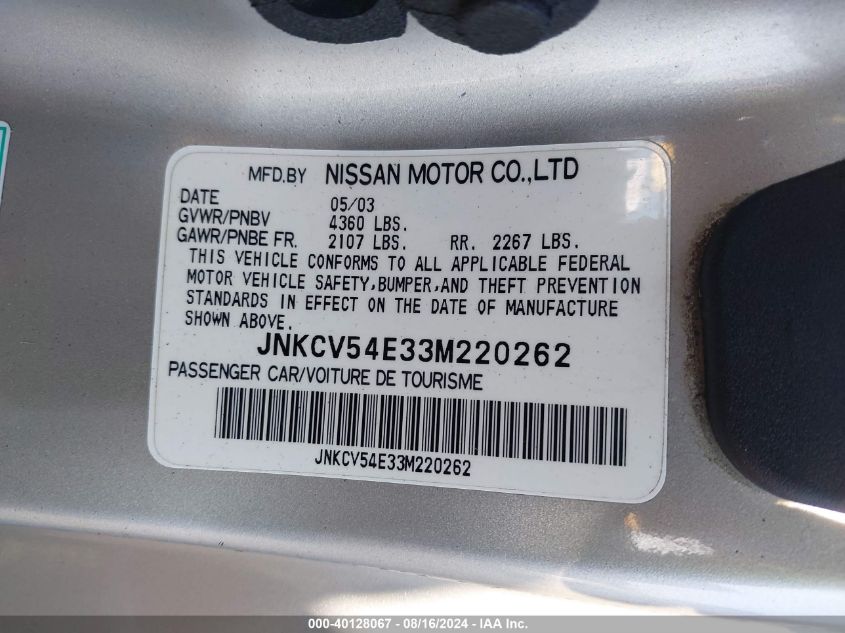 MFD.BY NISSAN MOTOR CO.,LTD
DATE 05/03
GVWR/PNBV 4360 LBS.
GAWR/PNBE FR. 2107 LBS. RR. 2267 LBS.
THIS VEHICLE CONFORMS TO ALL APPLICABLE FEDERAL
MOTOR VEHICLE SAFETY,BUMPER,AND THEFT PREVENTION
STANDARDS IN EFFECT ON THE DATE OF MANUFACTURE
SHOWN ABOVE.
JNKCV54E33M220262
PASSENGER CAR/VOITURE DE TOURISME
JNKCV54E33M220262
000-40128067 - 08/16/2024 - IAA Inc.